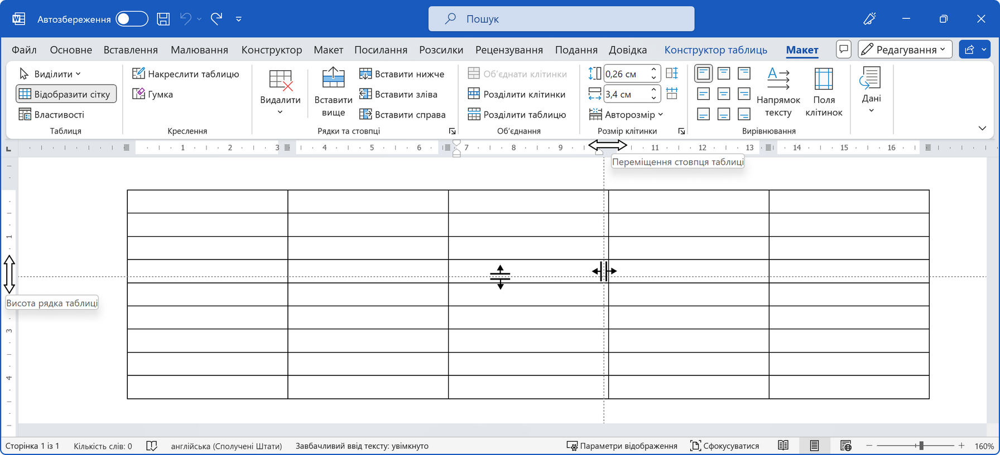 Автозбереження
Пошук
Файл Основне Вставлення Малювання Конструктор Макет Посилання Розсилки Рецензування Подання Довідка Конструктор таблиць Макет Редагування
Виділити
Відобразити сітку
Властивості
Таблиця
Накреслити таблицю
Гумка
Креслення
Видалити
Вставити вище
Вставити нижче
Вставити зліва
Вставити справа
Рядки та стовпці
Об’єднати клітинки
Розділити клітинки
Розділити таблицю
Об’єднання
0,26 см
3,4 см
Авторозмір
Розмір клітинки
Напрямок тексту
Поля клітинок
Вирівнювання
Дані
1 2 3 4 5 6 7 8 9 11 12 13 14 15 16
Переміщення стовпця таблиці
1
Висота рядка таблиці
3
4
Сторінка 1 із 1 Кількість слів: 0 англійська (Сполучені Штати) Завбачливий ввід тексту: увімкнуто Параметри відображення Сфокусуватися 160%